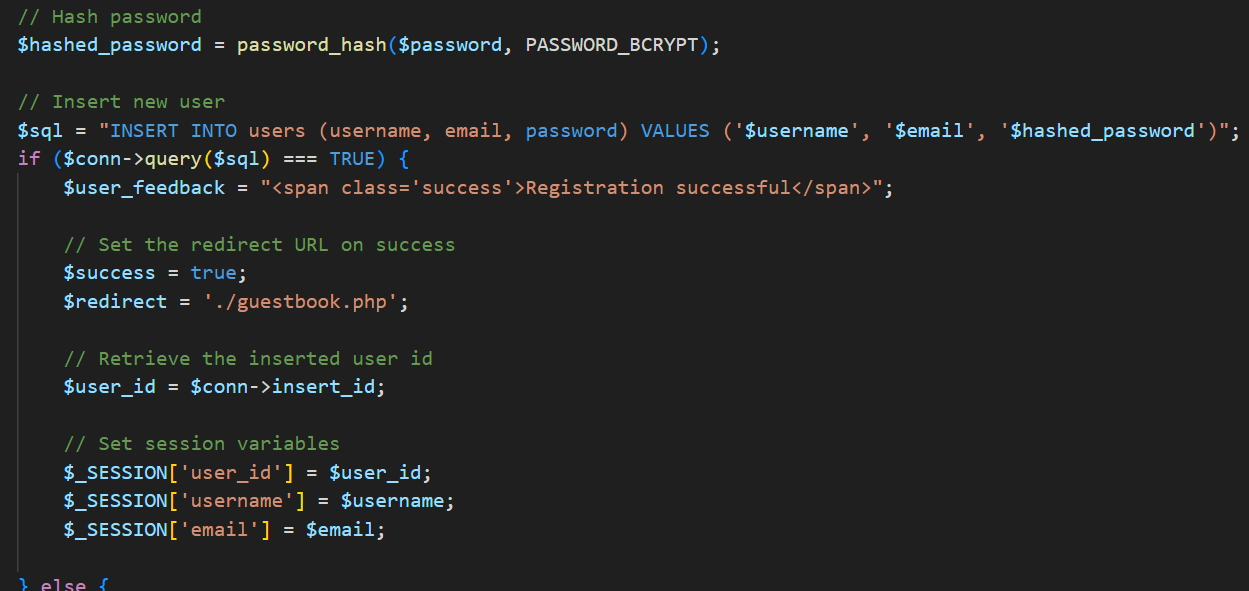 // Hash password
$hashed_password = password_hash($password, PASSWORD_BCRYPT);
// Insert new user
$sql = "INSERT INTO users (username, email, password) VALUES ('$username', '$email', '$hashed_password')";
if ($conn->query($sql) === TRUE) {
$user_feedback = "<span class='success'>Registration successful</span>";
// Set the redirect URL on success
$success = true;
$redirect = './guestbook.php';
// Retrieve the inserted user id
$user_id = $conn->insert_id;
// Set session variables
$_SESSION['user_id'] = $user_id;
$_SESSION['username'] = $username;
$_SESSION['email'] = $email;
} else {